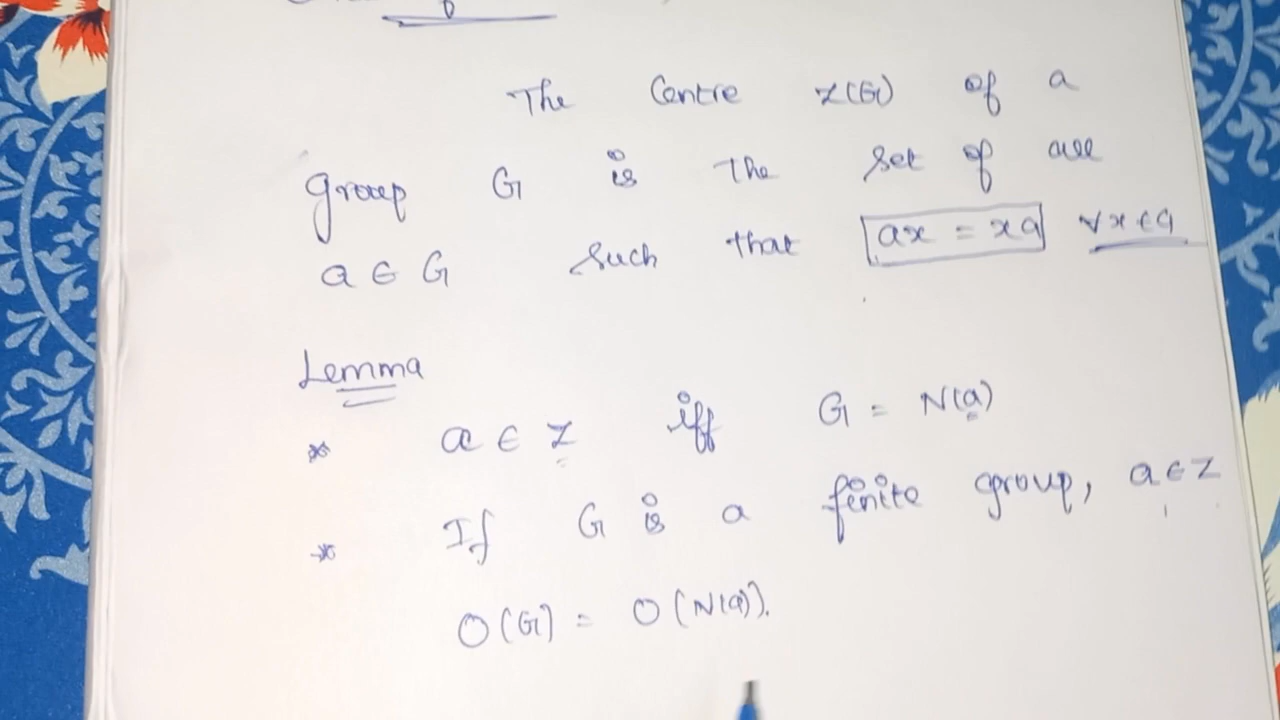 The Centre Z(G) of a
group G is the set of all
a ∈ G such that ax = xa ∀x∈G
Lemma
* a ∈ Z iff G = N(a)
* If G is a finite group, a∈Z
O(G) = O(N(a)).